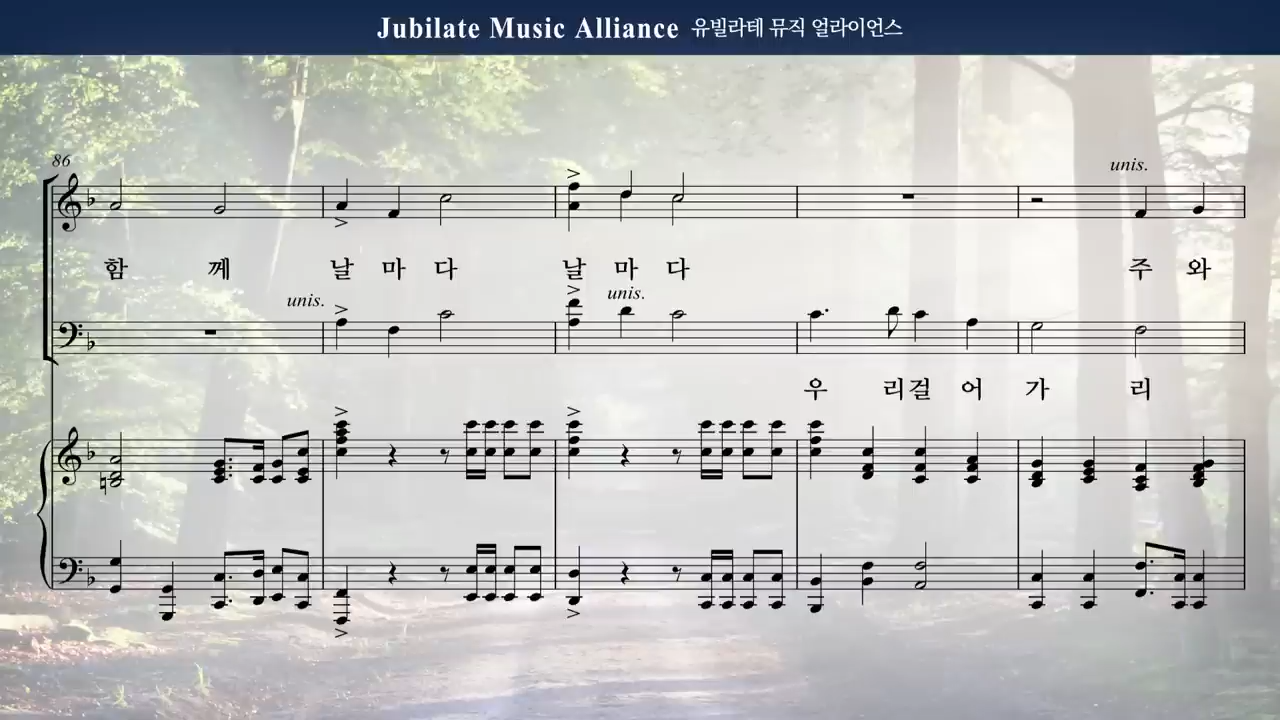 Jubilate Music Alliance 유빌라테 뮤직 얼라이언스
86
unis.
함 께 날 마 다 날 마 다 주 와
unis. unis.
우 리 걸 어 가 리